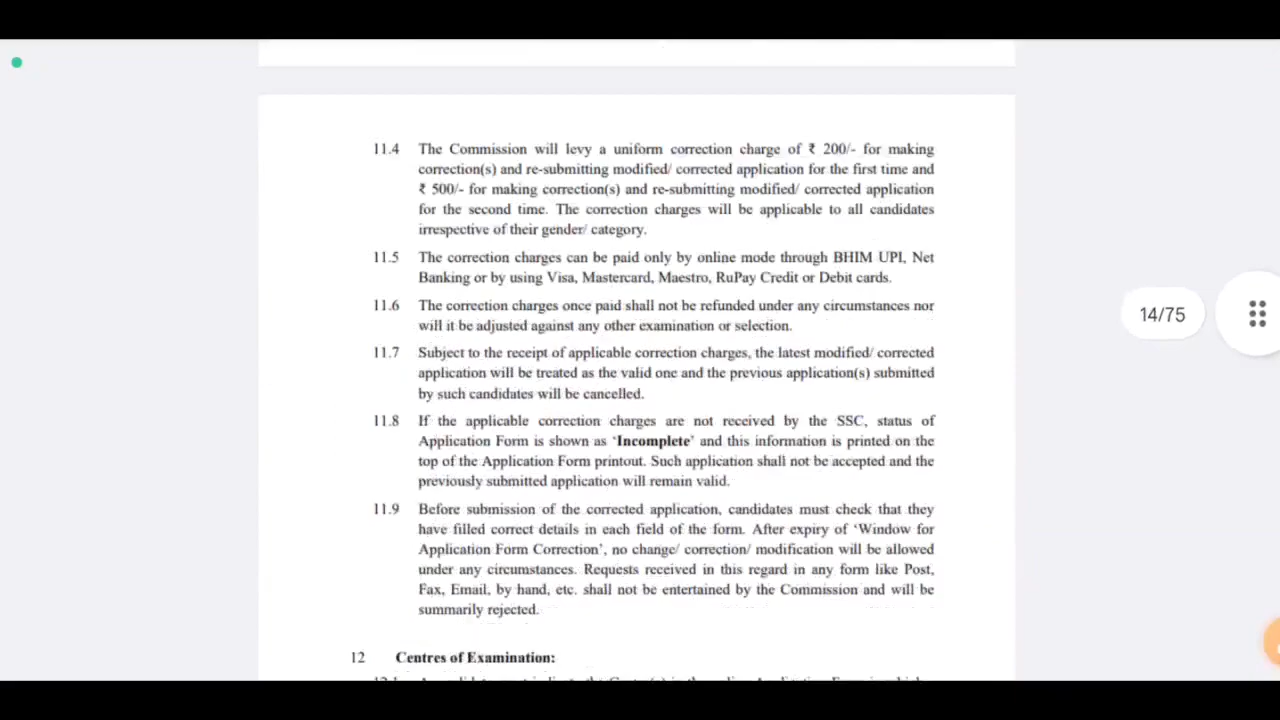 11.4 The Commission will levy a uniform correction charge of ₹ 200/- for making
correction(s) and re-submitting modified/ corrected application for the first time and
₹ 500/- for making correction(s) and re-submitting modified/ corrected application
for the second time. The correction charges will be applicable to all candidates
irrespective of their gender/ category.
11.5 The correction charges can be paid only by online mode through BHIM UPI, Net
Banking or by using Visa, Mastercard, Maestro, RuPay Credit or Debit cards.
11.6 The correction charges once paid shall not be refunded under any circumstances nor
will it be adjusted against any other examination or selection.
14/75
11.7 Subject to the receipt of applicable correction charges, the latest modified/ corrected
application will be treated as the valid one and the previous application(s) submitted
by such candidates will be cancelled.
11.8 If the applicable correction charges are not received by the SSC, status of
Application Form is shown as ‘Incomplete’ and this information is printed on the
top of the Application Form printout. Such application shall not be accepted and the
previously submitted application will remain valid.
11.9 Before submission of the corrected application, candidates must check that they
have filled correct details in each field of the form. After expiry of ‘Window for
Application Form Correction’, no change/ correction/ modification will be allowed
under any circumstances. Requests received in this regard in any form like Post,
Fax, Email, by hand, etc. shall not be entertained by the Commission and will be
summarily rejected.
12 Centres of Examination: